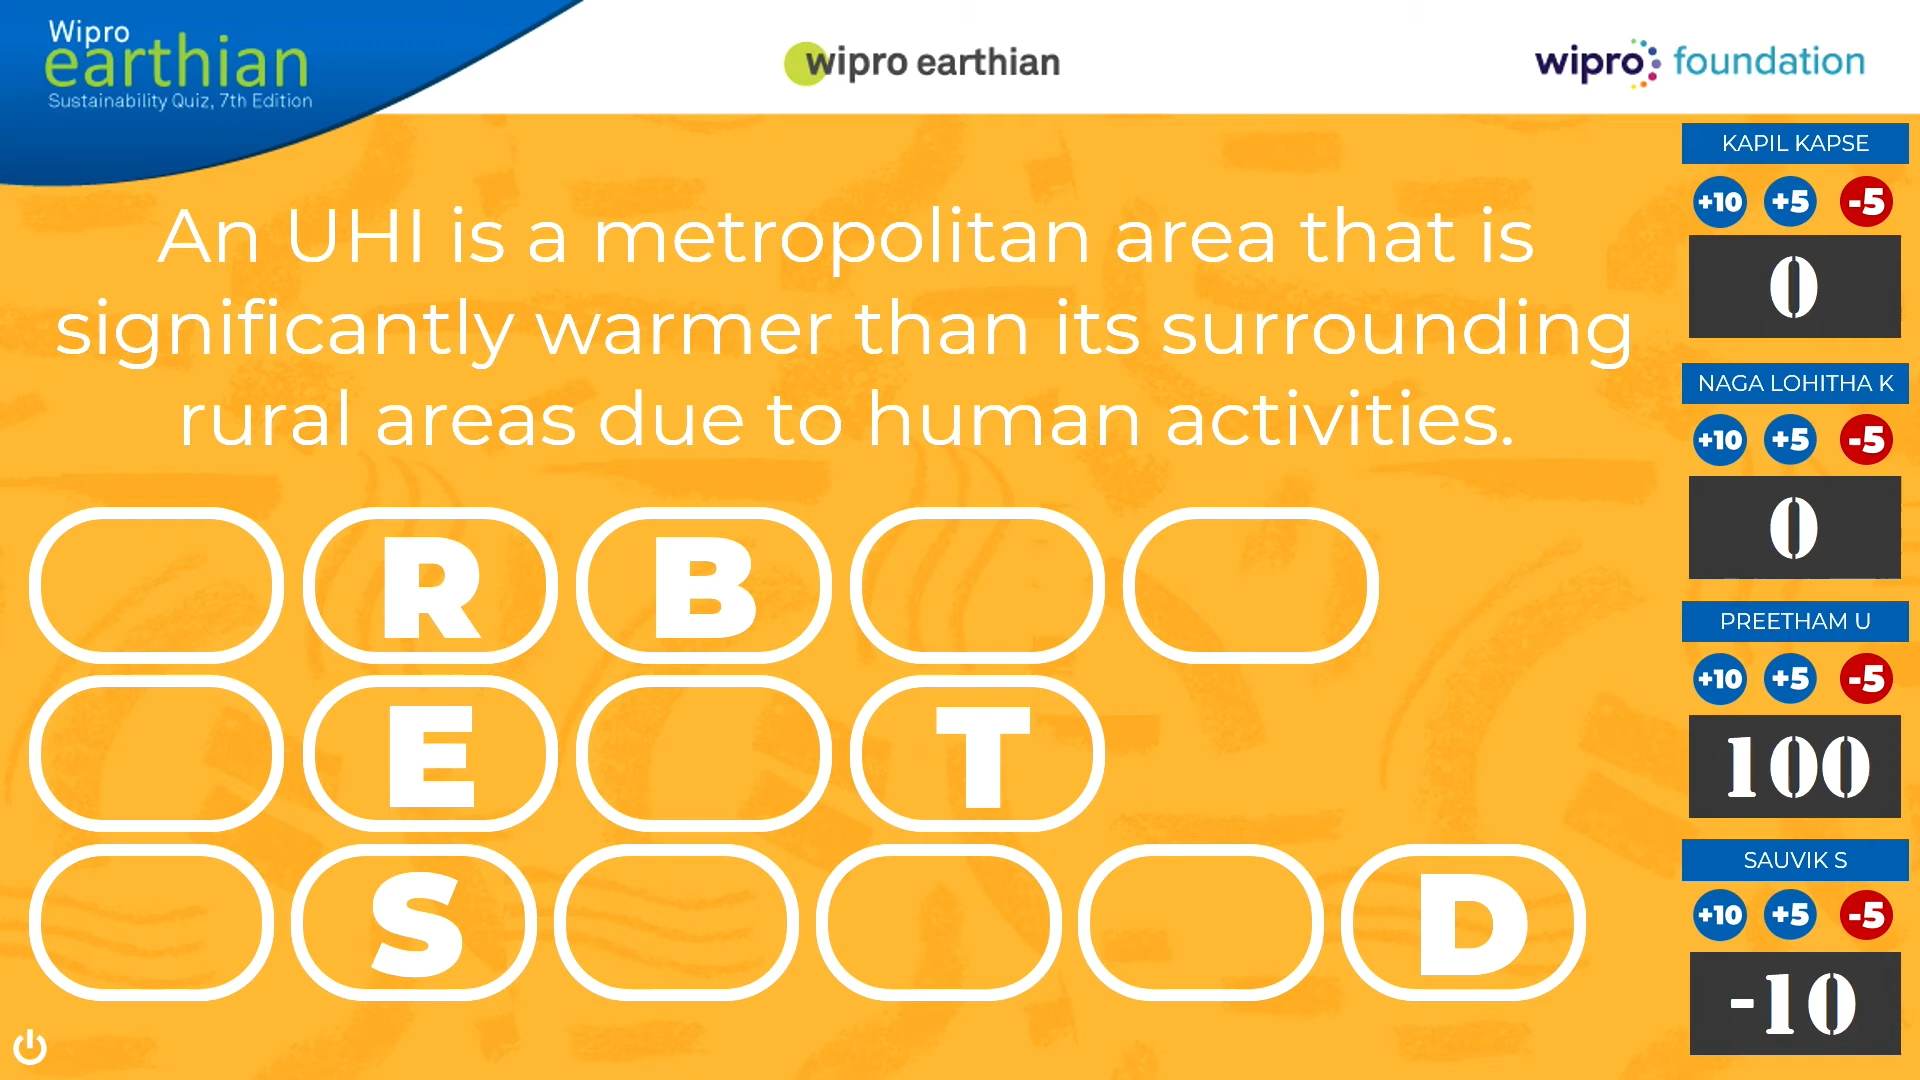 Wipro
earthian
Sustainability Quiz, 7th Edition
wipro earthian
wipro foundation
An UHI is a metropolitan area that is
significantly warmer than its surrounding
rural areas due to human activities.
R B
E T
S D
KAPIL KAPSE
+10 +5 -5
0
NAGA LOHITHA K
+10 +5 -5
0
PREETHAM U
+10 +5 -5
100
SAUVIK S
+10 +5 -5
-10